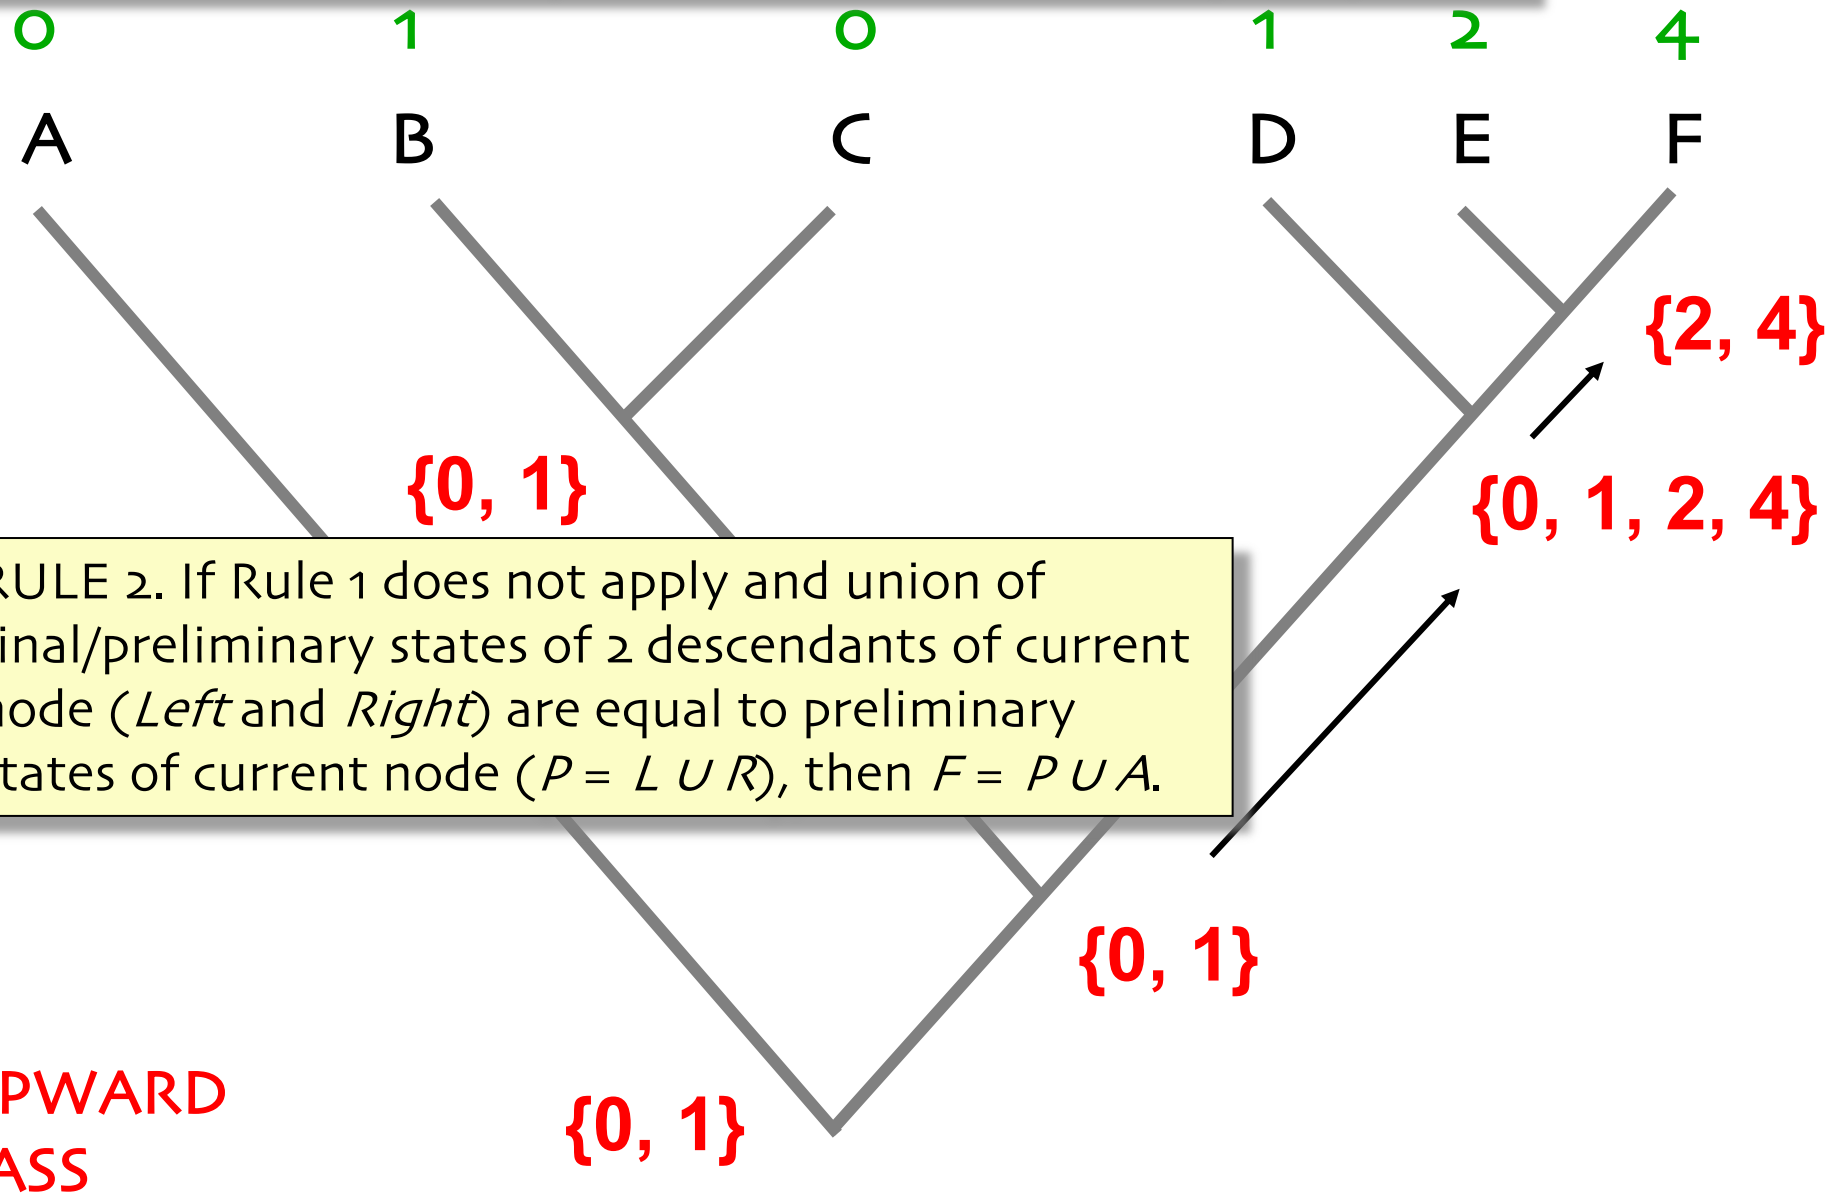 0 1 0 1 2 4
A B C D E F
{2, 4}
{0, 1}
{0, 1, 2, 4}
RULE 2. If Rule 1 does not apply and union of
inal/preliminary states of 2 descendants of current
node (Left and Right) are equal to preliminary
tates of current node (P = L U R), then F = P U A.
{0, 1}
PWARD
{0, 1}
ASS